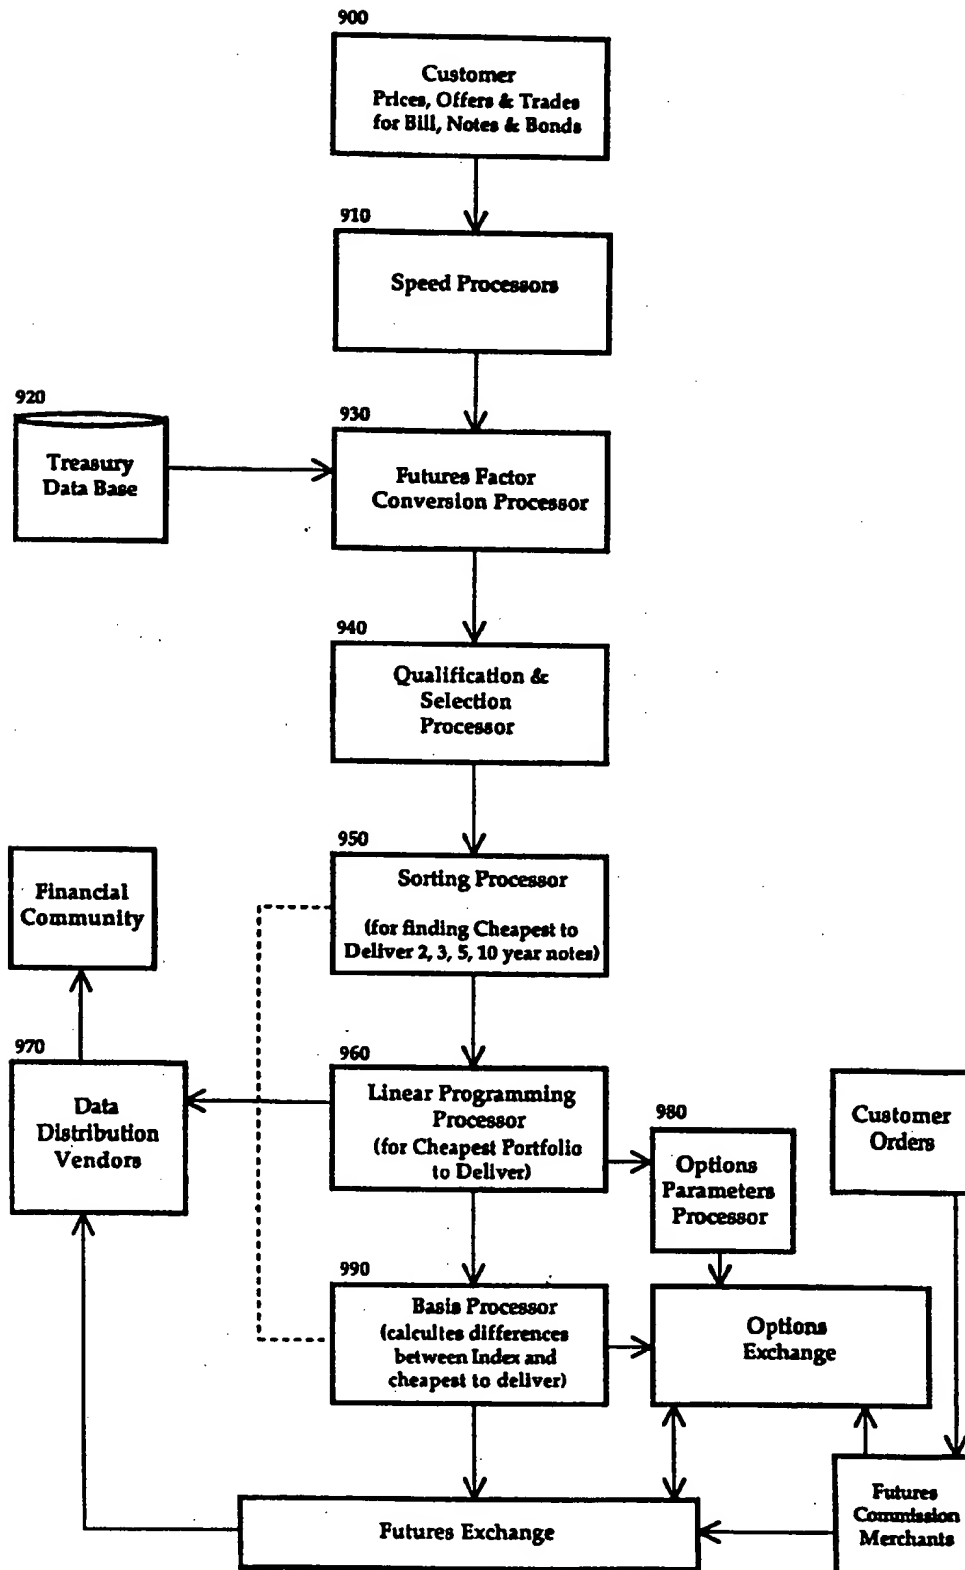 900
Customer
Prices, Offers & Trades
for Bill, Notes & Bonds
910
Speed Processors
920
Treasury
Data Base
930
Futures Factor
Conversion Processor
940
Qualification &
Selection
Processor
950
Sorting Processor
(for finding Cheapest to
Deliver 2, 3, 5, 10 year notes)
Financial
Community
970
Data
Distribution
Vendors
960
Linear Programming
Processor
(for Cheapest Portfolio
to Deliver)
980
Options
Parameters
Processor
Customer
Orders
990
Basis Processor
(calcultes differences
between Index and
cheapest to deliver)
Options
Exchange
Futures Exchange
Futures
Commission
Merchants